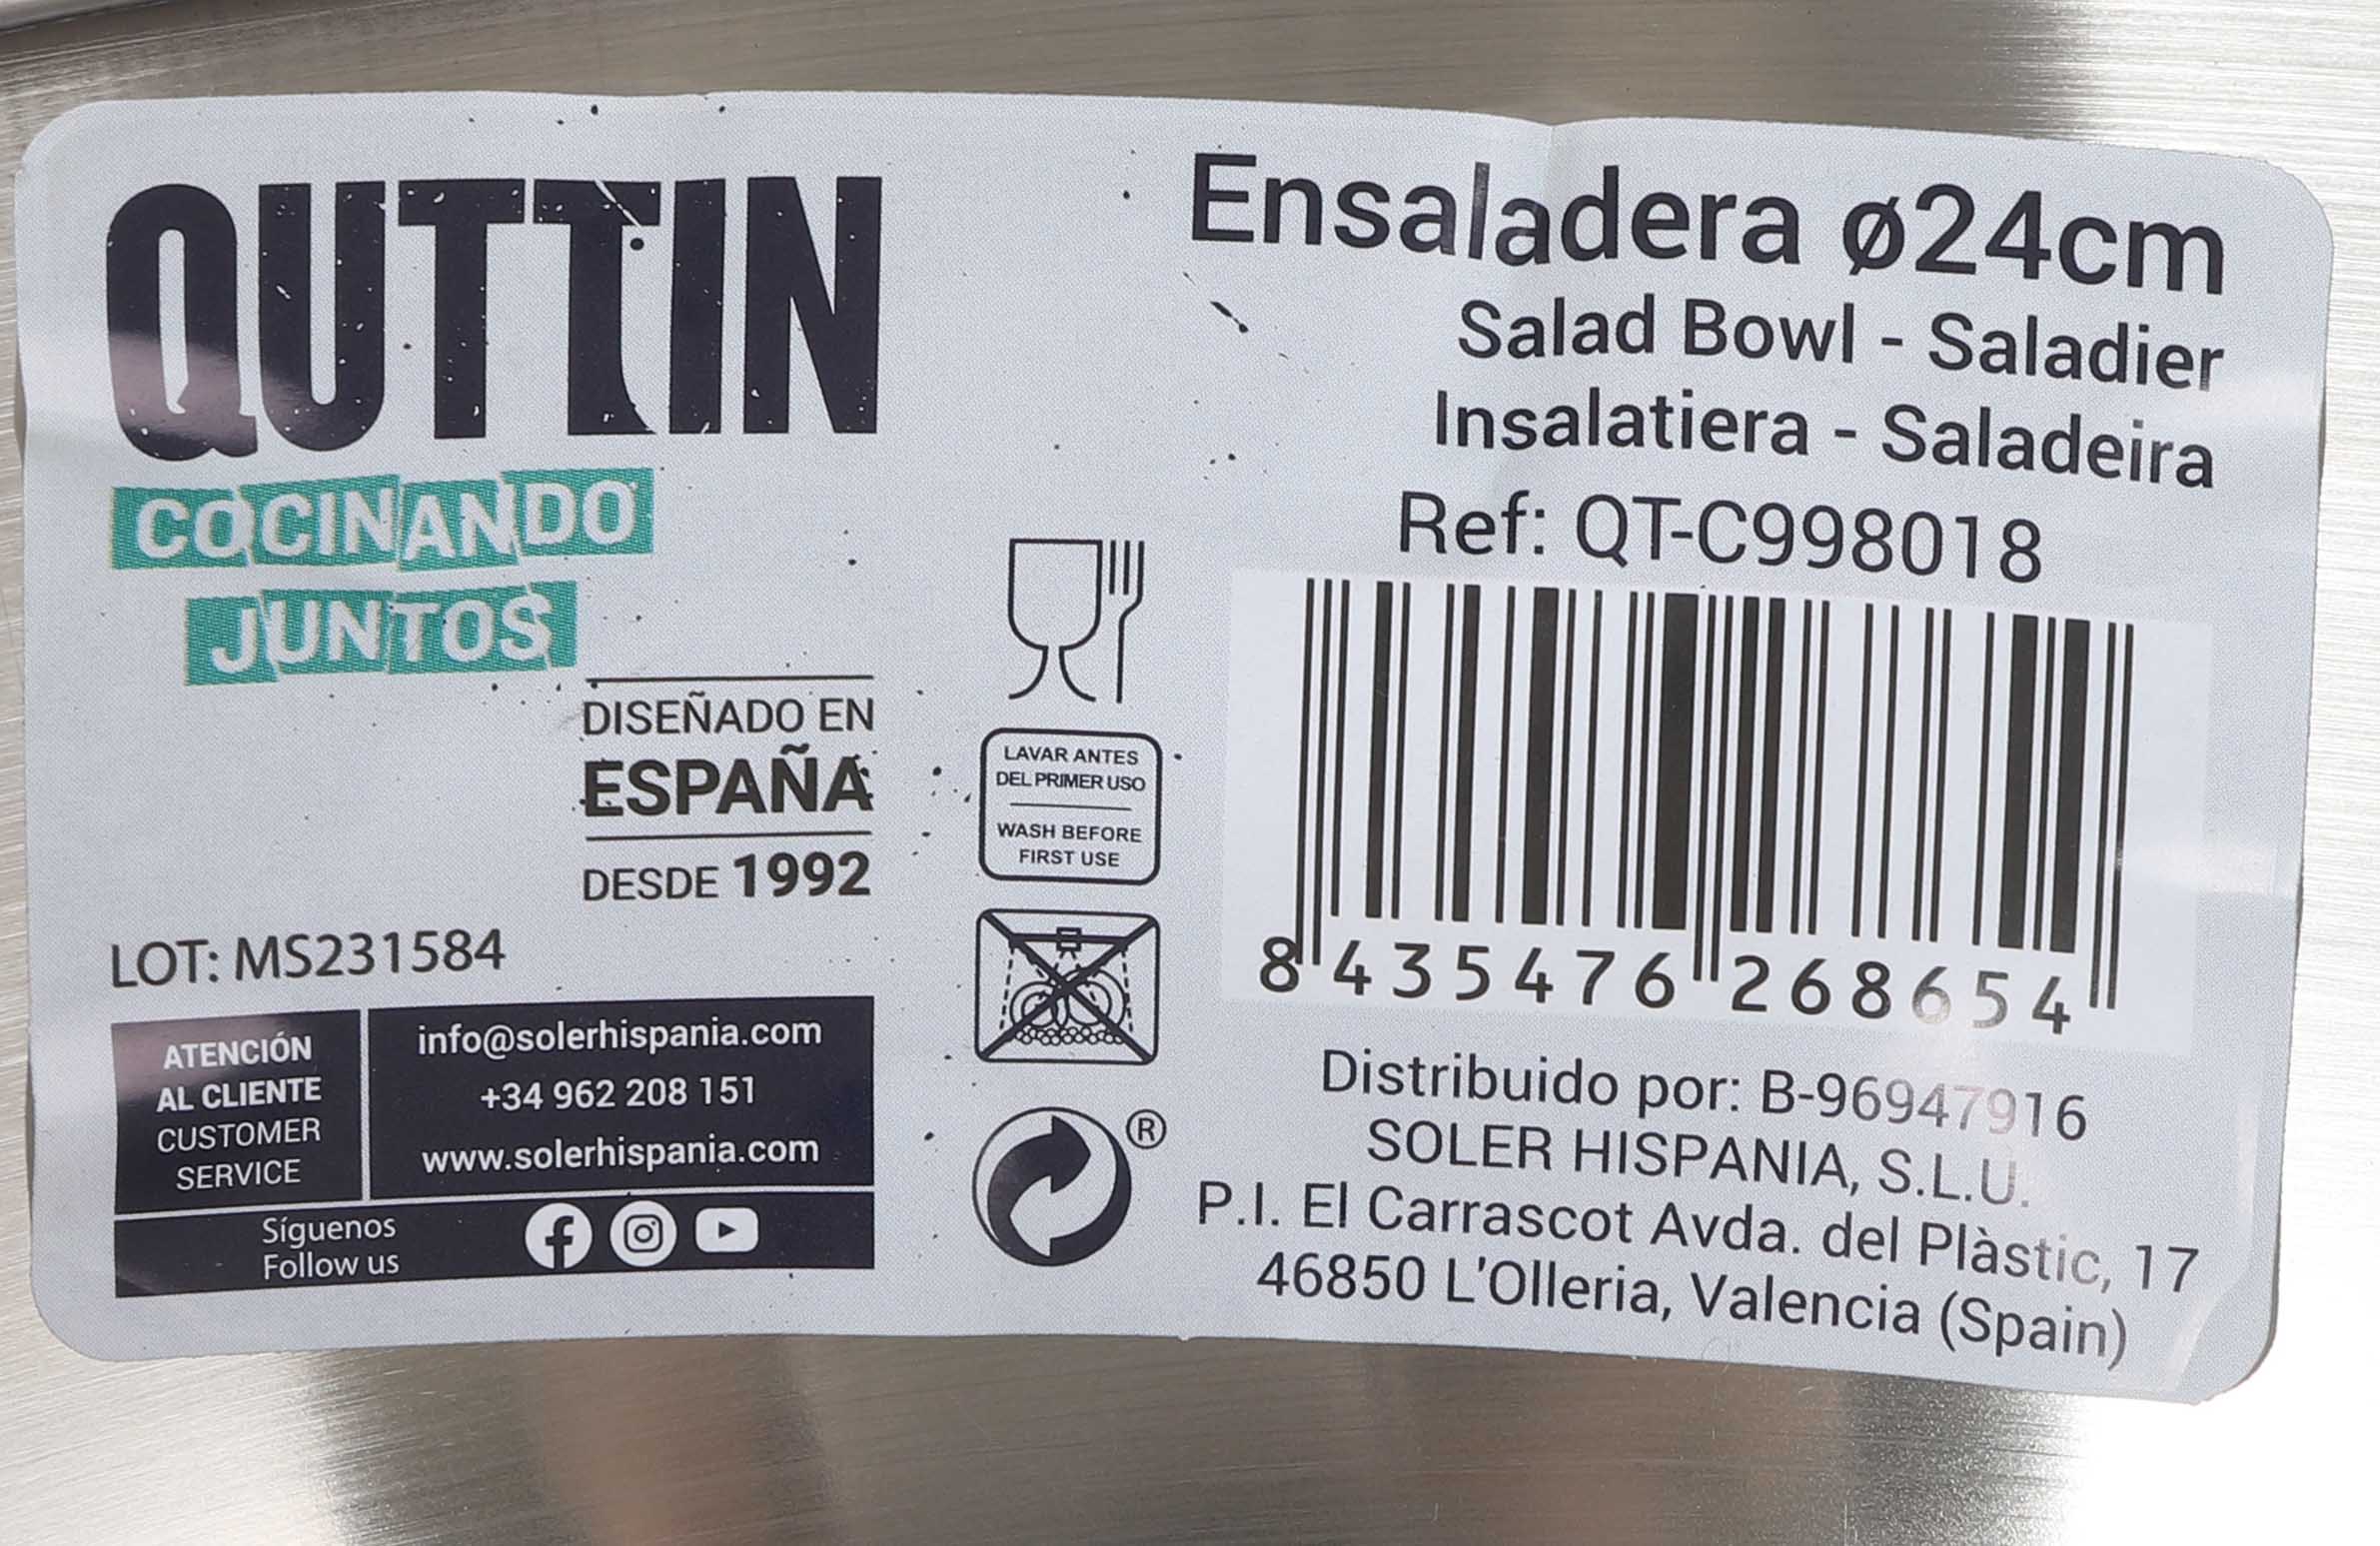 QUTTIN
COCINANDO
JUNTOS
DISEÑADO EN
ESPAÑA
DESDE 1992
LOT: MS231584
ATENCIÓN
AL CLIENTE
CUSTOMER
SERVICE
info@solerhispania.com
+34 962 208 151
www.solerhispania.com
Síguenos
Follow us
LAVAR ANTES
DEL PRIMER USO
WASH BEFORE
FIRST USE
®
Ensaladera ø24cm
Salad Bowl - Saladier
Insalatiera - Saladeira
Ref: QT-C998018
8 435476 268654
Distribuido por: B-96947916
SOLER HISPANIA, S.L.U.
P.I. El Carrascot Avda. del Plàstic, 17
46850 L'Olleria, Valencia (Spain)